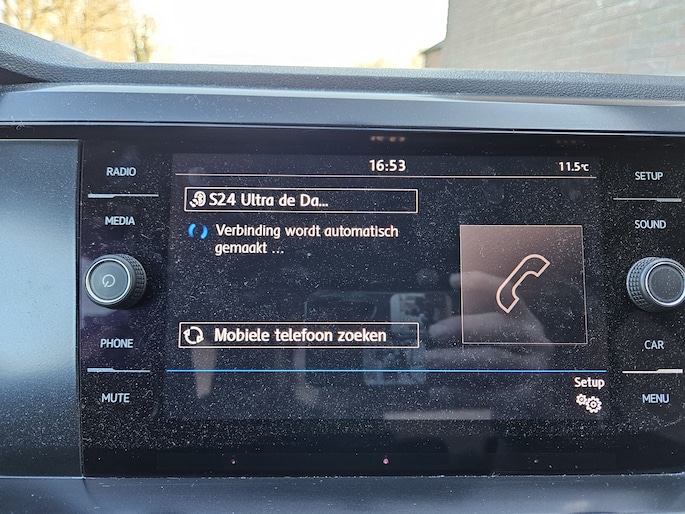 16:53
11.5°C
RADIO
MEDIA
PHONE
MUTE
S24 Ultra de Da...
Verbinding wordt automatisch
gemaakt ...
Mobiele telefoon zoeken
Setup
SETUP
SOUND
CAR
MENU